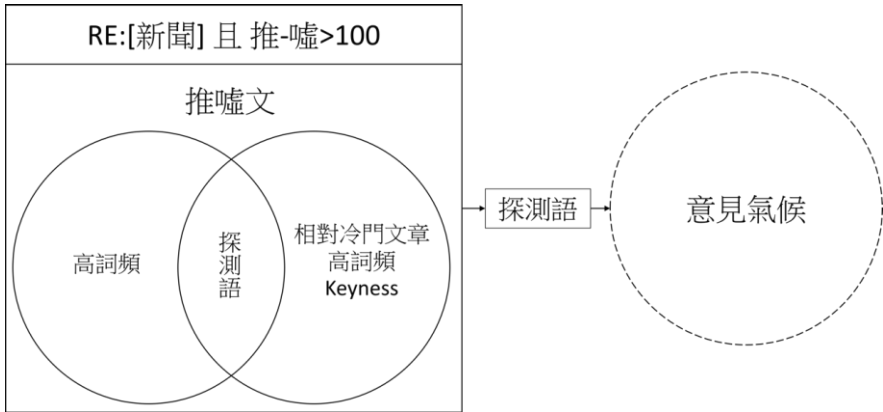 RE:[新聞] 且 推-噓>100
推噓文
高詞頻
探
測
語
相對冷門文章
高詞頻
Keyness
探測語
意見氣候